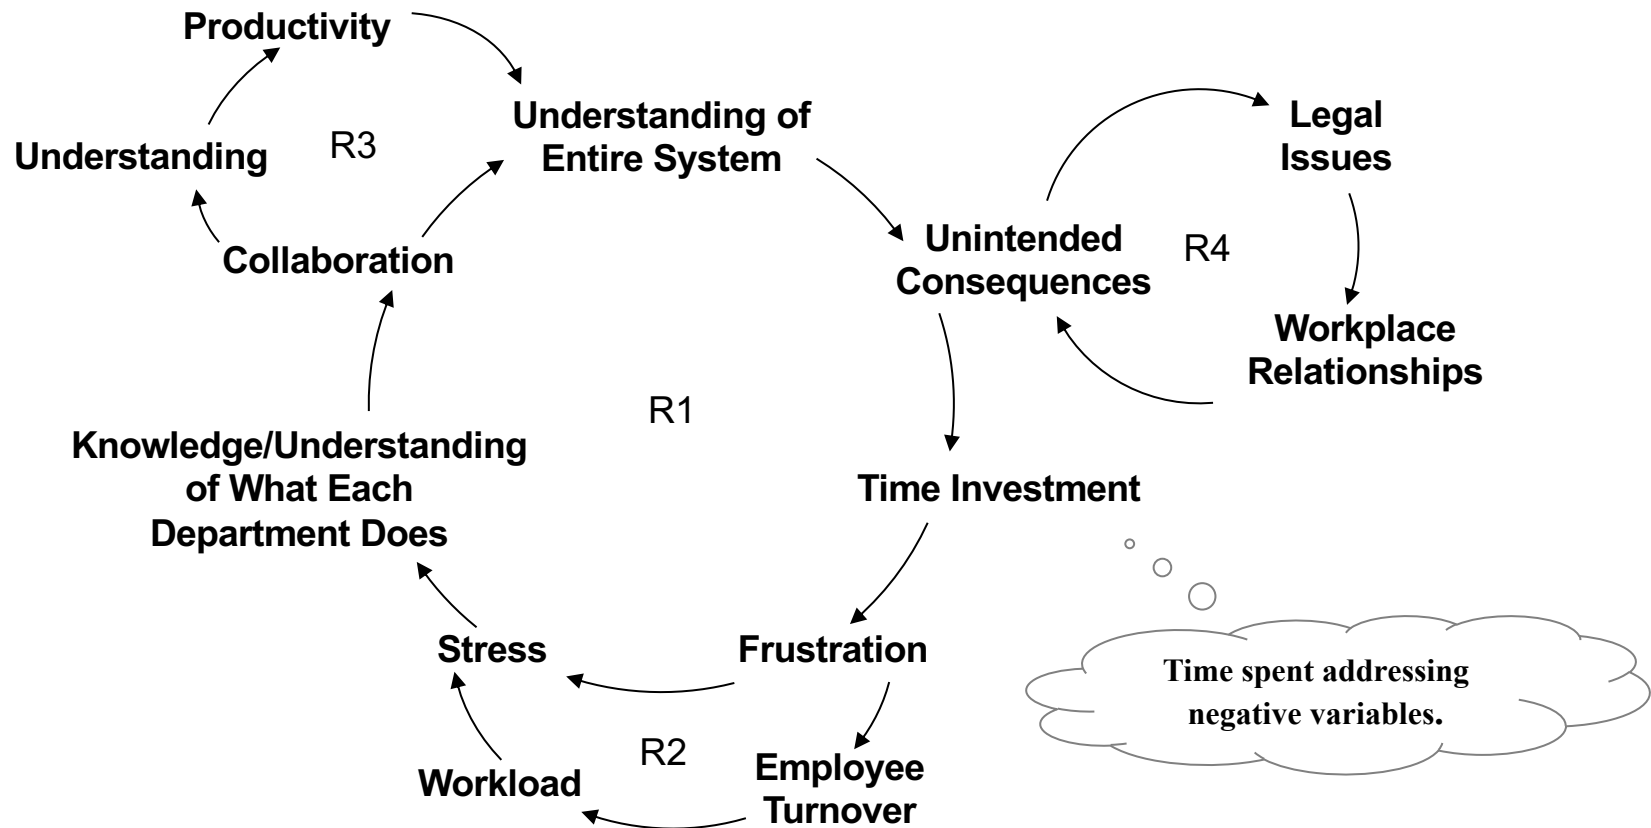 Productivity
Understanding of
Entire System
Legal
Issues
Understanding
R3
Collaboration
Unintended
Consequences
R4
Workplace
Relationships
R1
Knowledge/Understanding
of What Each
Department Does
Time Investment
Stress
Frustration
Time spent addressing
negative variables.
R2
Workload
Employee
Turnover